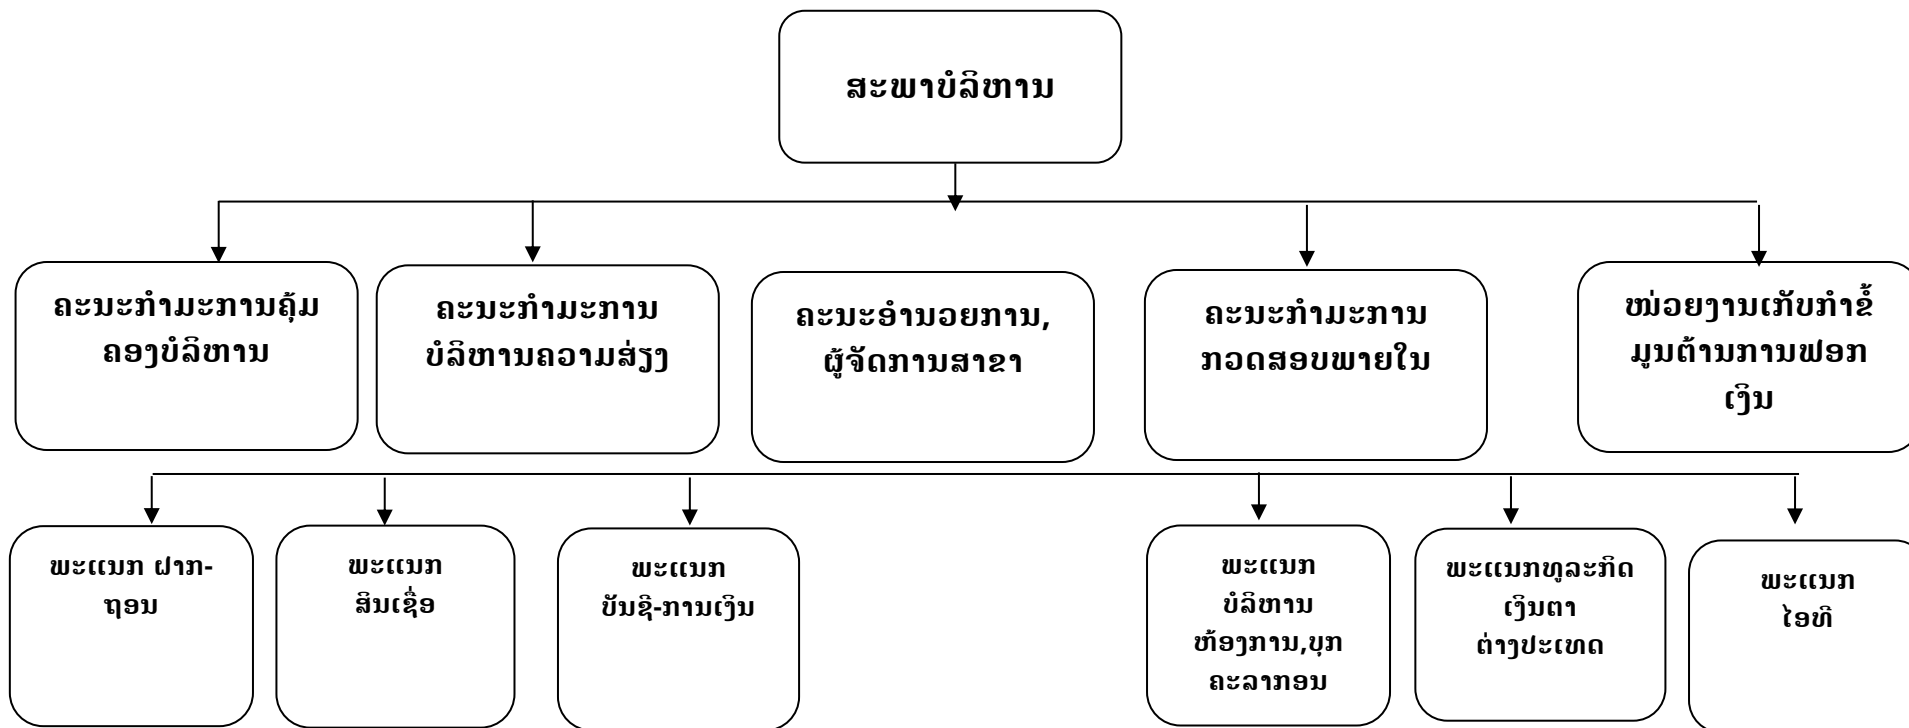 ສະພາບໍລິຫານ
ຄະນະກຳມະການຄຸ້ມ
ຄອງບໍລິຫານ
ຄະນະກຳມະການ
ບໍລິຫານຄວາມສ່ຽງ
ຄະນະອຳນວຍການ,
ຜູ້ຈັດການສາຂາ
ຄະນະກຳມະການ
ກວດສອບພາຍໃນ
ໜ່ວຍງານເກັບກຳຂໍ້
ມູນຕ້ານການຟອກ
ເງິນ
ພະແນກ ຝາກ-
ຖອນ
ພະແນກ
ສິນເຊື່ອ
ພະແນກ
ບັນຊີ-ການເງິນ
ພະແນກ
ບໍລິຫານ
ຫ້ອງການ,ບຸກ
ຄະລາກອນ
ພະແນກທູລະກິດ
ເງິນຕາ
ຕ່າງປະເທດ
ພະແນກ
ໄອທີ